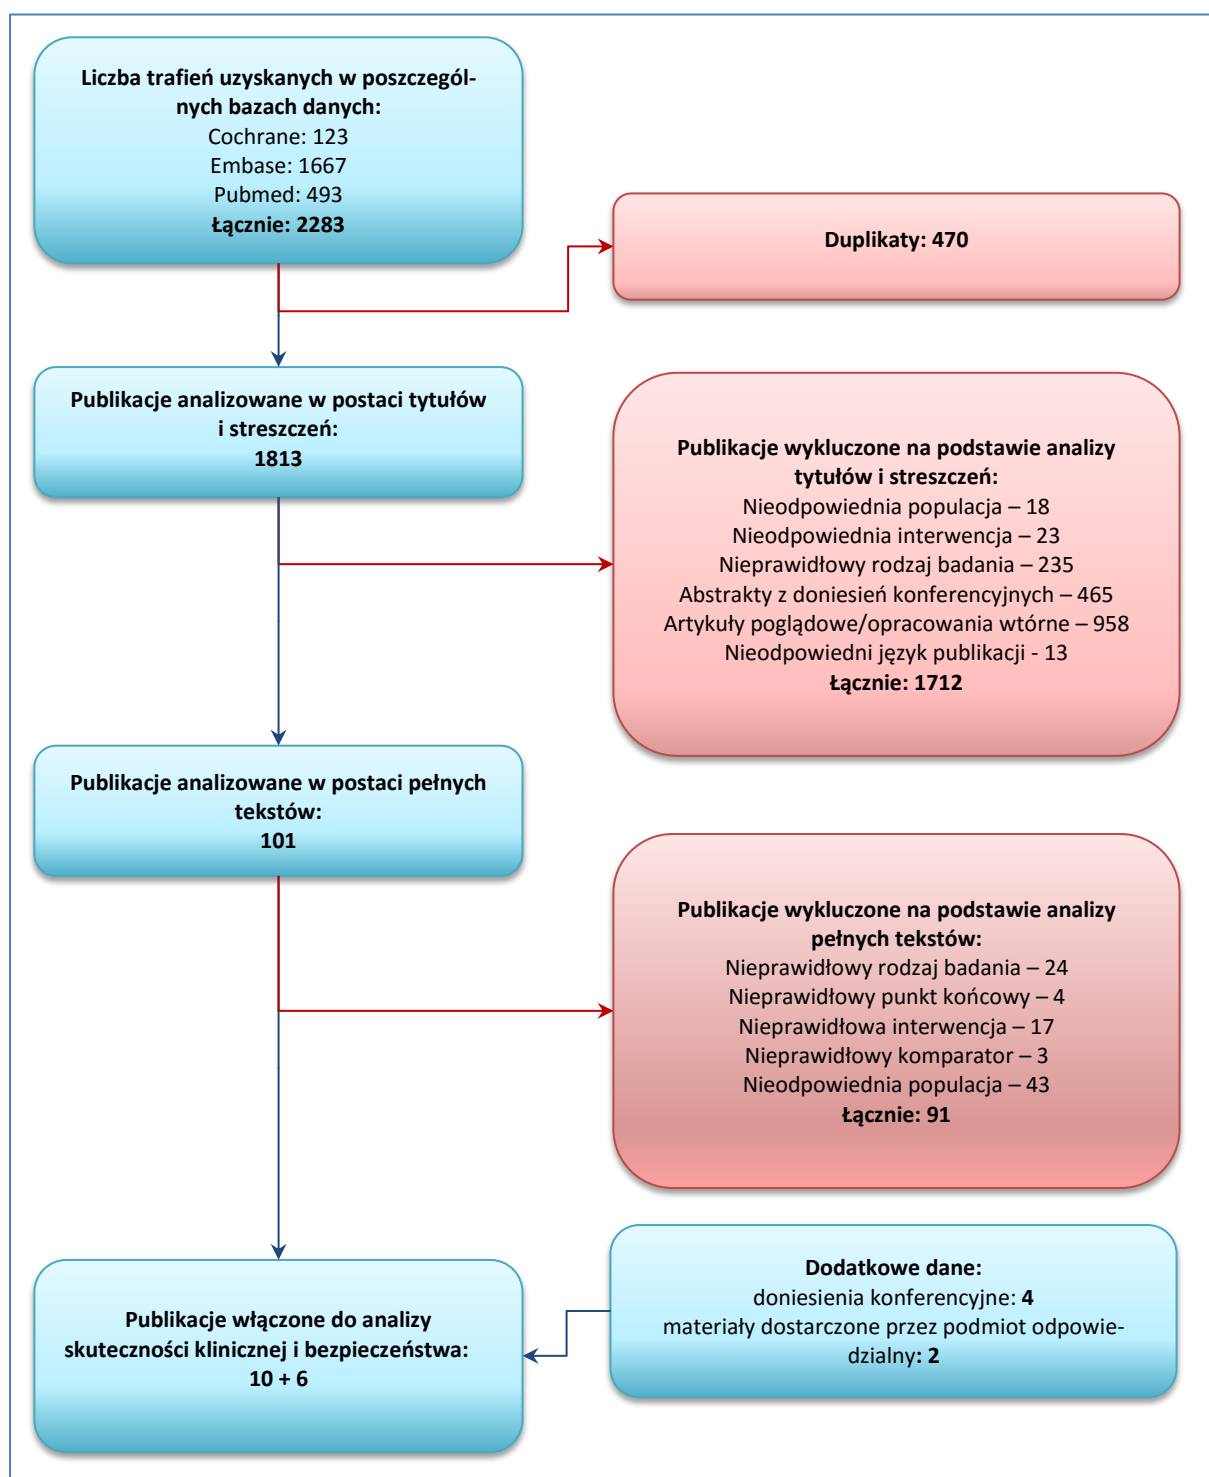 Liczba trafień uzyskanych w poszczegól-
nych bazach danych:
Cochrane: 123
Embase: 1667
Pubmed: 493
Łącznie: 2283
Duplikaty: 470
Publikacje analizowane w postaci tytułów
i streszczeń:
1813
Publikacje wykluczone na podstawie analizy
tytułów i streszczeń:
Nieodpowiednia populacja – 18
Nieodpowiednia interwencja – 23
Nieprawidłowy rodzaj badania – 235
Abstrakty z doniesień konferencyjnych – 465
Artykuły poglądowe/opracowania wtórne – 958
Nieodpowiedni język publikacji - 13
Łącznie: 1712
Publikacje analizowane w postaci pełnych
tekstów:
101
Publikacje wykluczone na podstawie analizy
pełnych tekstów:
Nieprawidłowy rodzaj badania – 24
Nieprawidłowy punkt końcowy – 4
Nieprawidłowa interwencja – 17
Nieprawidłowy komparator – 3
Nieodpowiednia populacja – 43
Łącznie: 91
Dodatkowe dane:
doniesienia konferencyjne: 4
materiały dostarczone przez podmiot odpowie-
dzialny: 2
Publikacje włączone do analizy
skuteczności klinicznej i bezpieczeństwa:
10 + 6